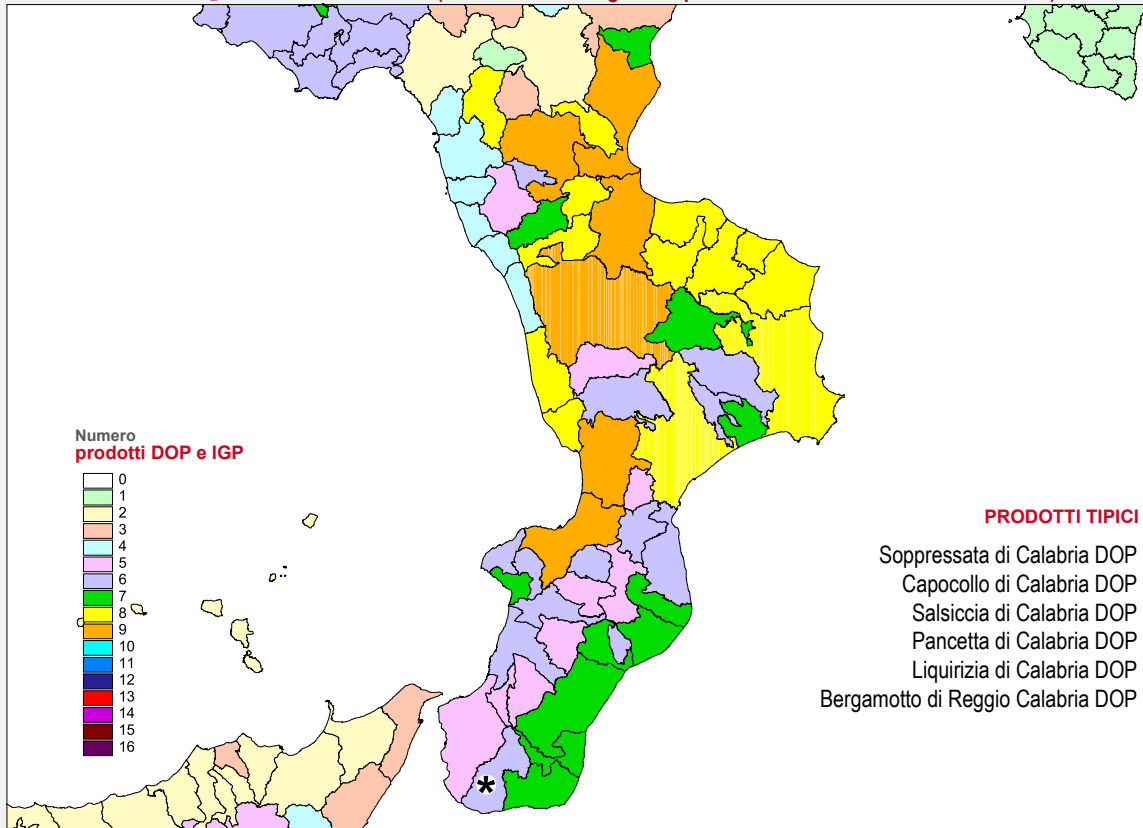 Numero
prodotti DOP e IGP
0
1
2
3
4
5
6
7
8
9
10
11
12
13
14
15
16
*
PRODOTTI TIPICI
Soppressata di Calabria DOP
Capocollo di Calabria DOP
Salsiccia di Calabria DOP
Pancetta di Calabria DOP
Liquirizia di Calabria DOP
Bergamotto di Reggio Calabria DOP